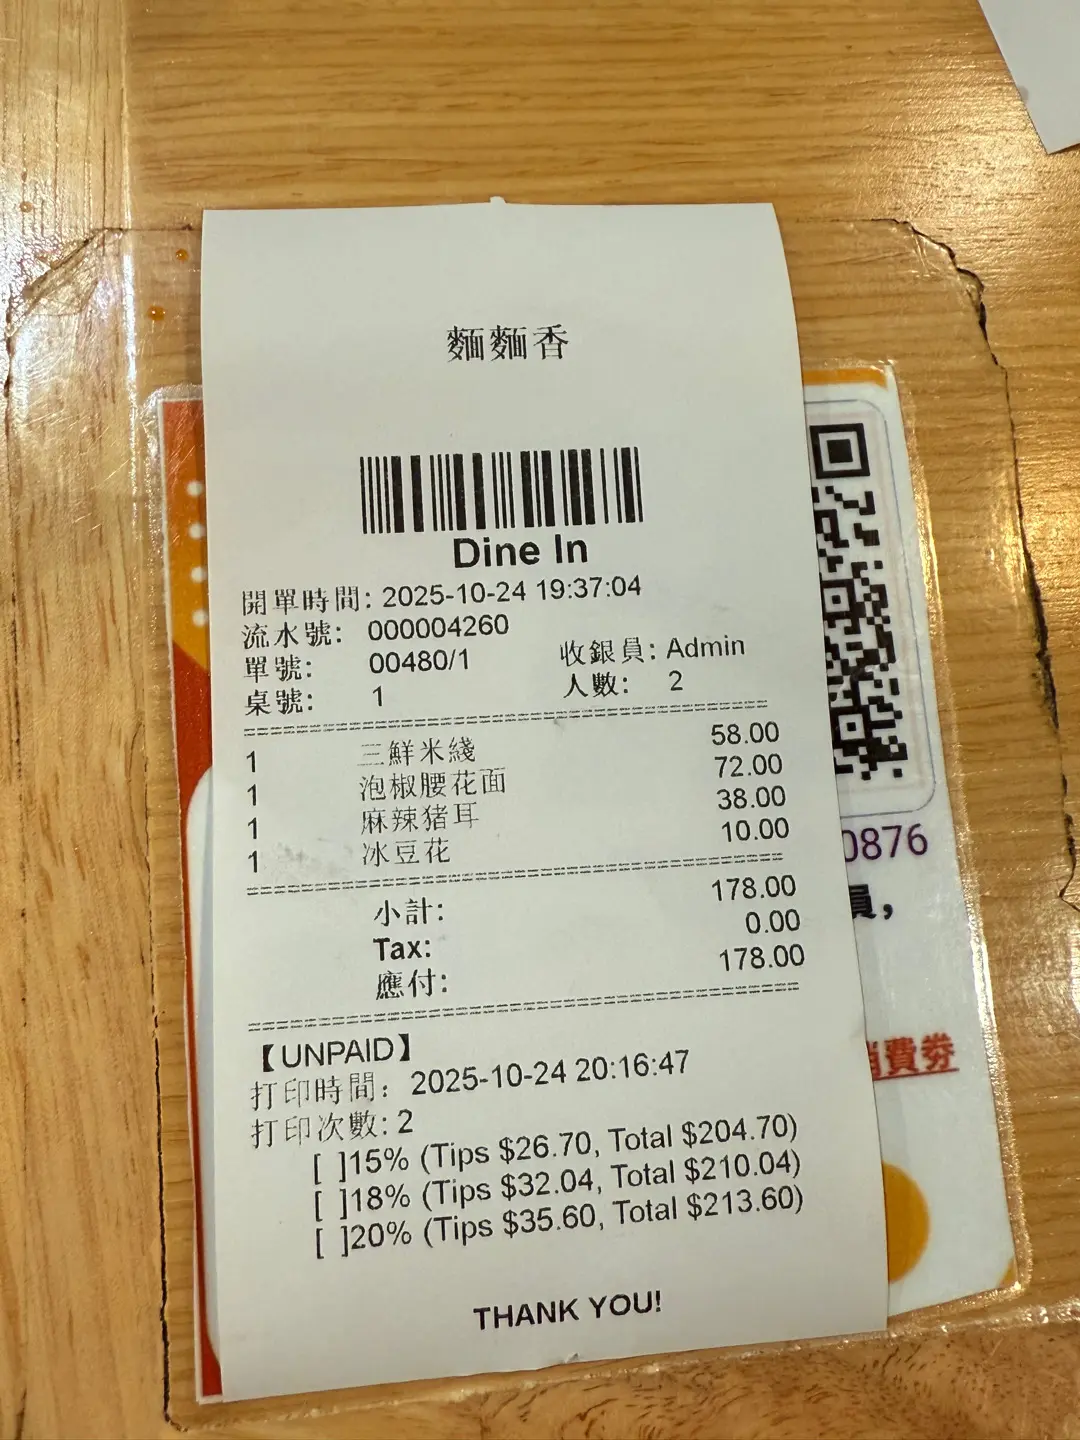 麵麵香
Dine In
開單時間: 2025-10-24 19:37:04
流水號: 000004260
單號: 00480/1 收銀員: Admin
桌號: 1 人數: 2
1 三鮮米綫 58.00
1 泡椒腰花面 72.00
1 麻辣猪耳 38.00
1 冰豆花 10.00
小計: 178.00
Tax: 0.00
應付: 178.00
【UNPAID】
打印時間: 2025-10-24 20:16:47
打印次數: 2
[ ]15% (Tips $26.70, Total $204.70)
[ ]18% (Tips $32.04, Total $210.04)
[ ]20% (Tips $35.60, Total $213.60)
THANK YOU!
0876
員,
消費券